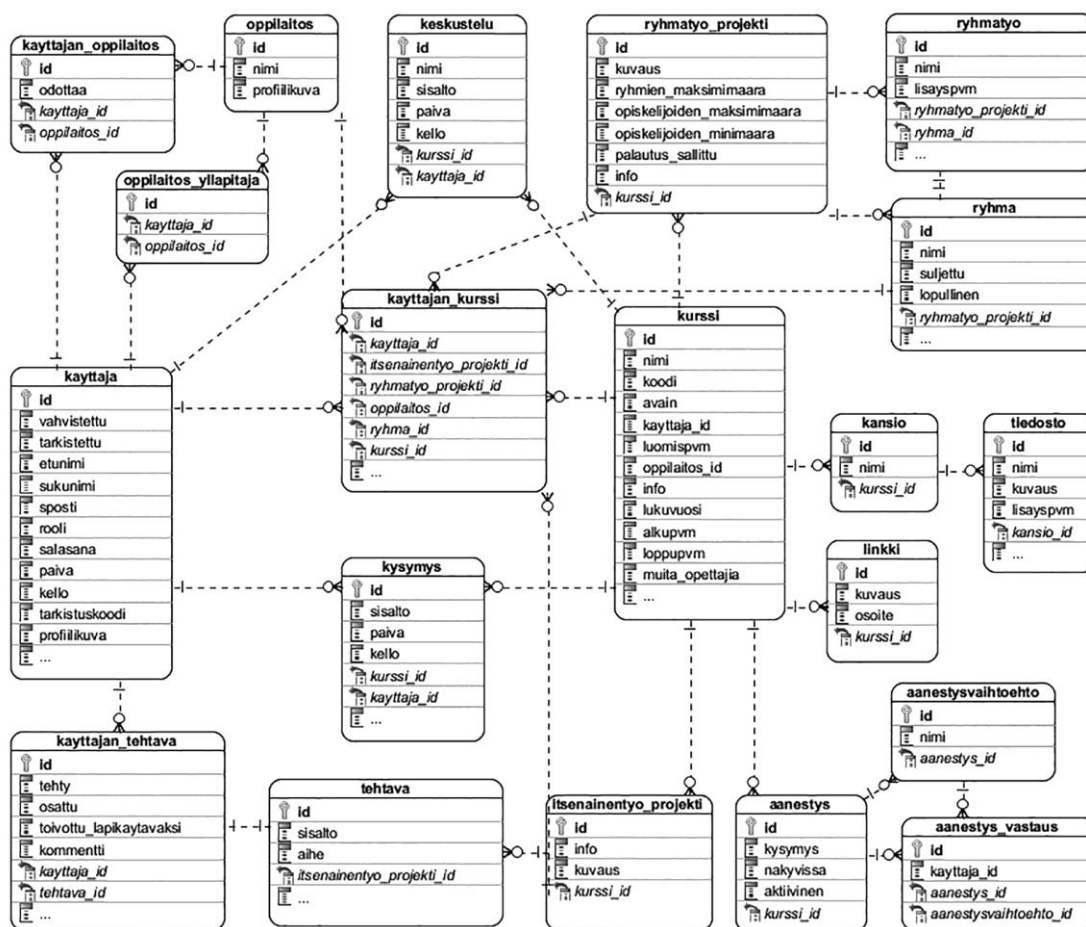 kayttajan_oppilaitos
id
odottaa
kayttaja_id
oppilaitos_id
oppilaitos
id
nimi
profiilikuva
keskustelu
id
nimi
sisalto
paiva
kello
kurssi_id
kayttaja_id
ryhmatyo_projekti
id
kuvaus
ryhmien_maksimimaara
opiskelijoiden_maksimimaara
opiskelijoiden_minimaara
palautus_sallittu
info
kurssi_id
ryhmatyo
id
nimi
lisayspvm
ryhmatyo_projekti_id
ryhma_id
...
oppilaitos_yllapitaja
id
kayttaja_id
oppilaitos_id
ryhma
id
nimi
suljettu
lopullinen
ryhmatyo_projekti_id
...
kayttajan_kurssi
id
kayttaja_id
itsenainentyo_projekti_id
ryhmatyo_projekti_id
oppilaitos_id
ryhma_id
kurssi_id
...
kurssi
id
nimi
koodi
avain
kayttaja_id
luomispvm
oppilaitos_id
info
lukuvuosi
alkupvm
loppupvm
muita_opettajia
...
kayttaja
id
vahvistettu
tarkistettu
etunimi
sukunimi
sposti
rooli
salasana
paiva
kello
tarkistuskoodi
profiilikuva
...
kansio
id
nimi
kurssi_id
tiedosto
id
nimi
kuvaus
lisayspvm
kansio_id
...
linkki
id
kuvaus
osoite
kurssi_id
kysymys
id
sisalto
paiva
kello
kurssi_id
kayttaja_id
...
aanestysvaihtoehto
id
nimi
aanestys_id
kayttajan_tehtava
id
tehty
osattu
toivottu_lapikaytavaksi
kommentti
kayttaja_id
tehtava_id
...
tehtava
id
sisalto
aihe
itsenainentyo_projekti_id
...
itsenainentyo_projekti
id
info
kuvaus
kurssi_id
aanestys
id
kysymys
nakyvissa
aktiivinen
kurssi_id
aanestys_vastaus
id
kayttaja_id
aanestys_id
aanestysvaihtoehto_id